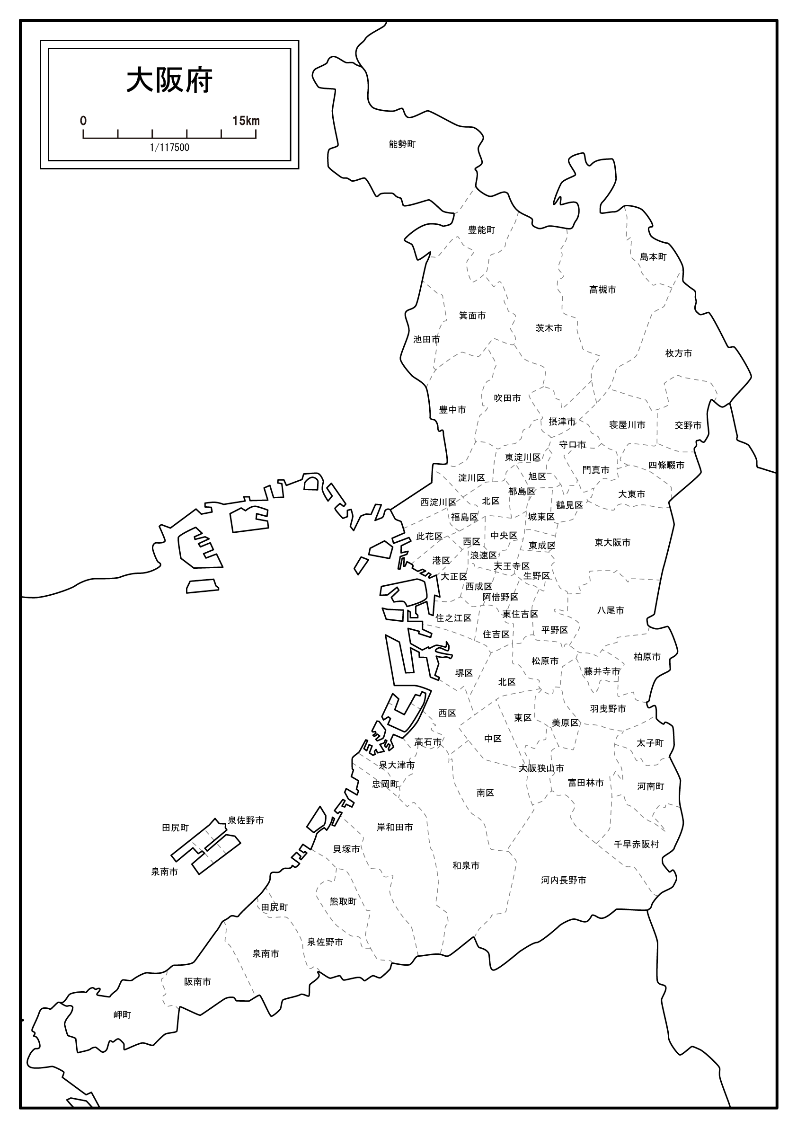 大阪府
0 15km
1/117500
能勢町
豊能町
島本町
高槻市
箕面市
茨木市
池田市
枚方市
吹田市
豊中市
摂津市
寝屋川市
交野市
守口市
東淀川区
門真市
四條畷市
淀川区
旭区
都島区
大東市
西淀川区
北区
鶴見区
福島区
城東区
此花区
中央区
西区
東成区
東大阪市
浪速区
港区
天王寺区
大正区
生野区
西成区
阿倍野区
八尾市
住之江区
東住吉区
住吉区
平野区
松原市
柏原市
堺区
藤井寺市
北区
西区
東区
羽曳野市
美原区
中区
高石市
太子町
泉大津市
大阪狭山市
忠岡町
富田林市
河南町
南区
田尻町
泉佐野市
岸和田市
千早赤阪村
貝塚市
泉南市
和泉市
河内長野市
熊取町
田尻町
泉佐野市
泉南市
阪南市
岬町